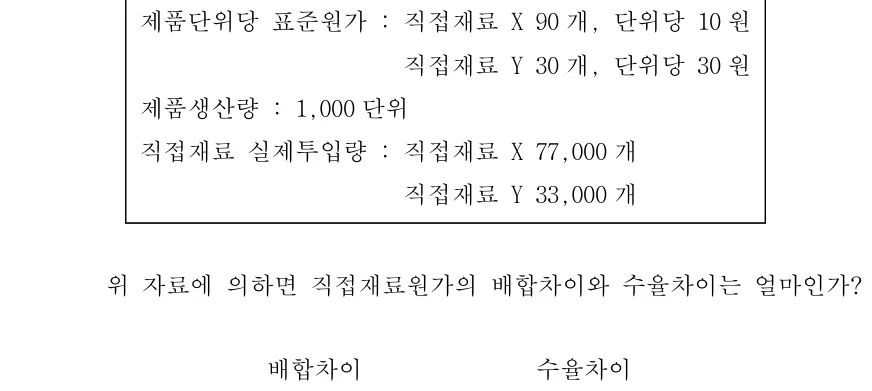 제품단위당 표준원가 : 직접재료 X 90 개, 단위당 10 원
직접재료 Y 30 개, 단위당 30 원
제품생산량 : 1,000 단위
직접재료 실제투입량 : 직접재료 X 77,000 개
직접재료 Y 33,000 개
위 자료에 의하면 직접재료원가의 배합차이와 수율차이는 얼마인가?
배합차이 수율차이